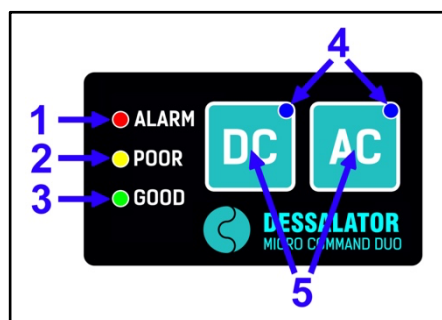 4
1 ALARM
2 POOR
3 GOOD
DC AC
DESSALATOR
MICRO COMMAND DUO
5